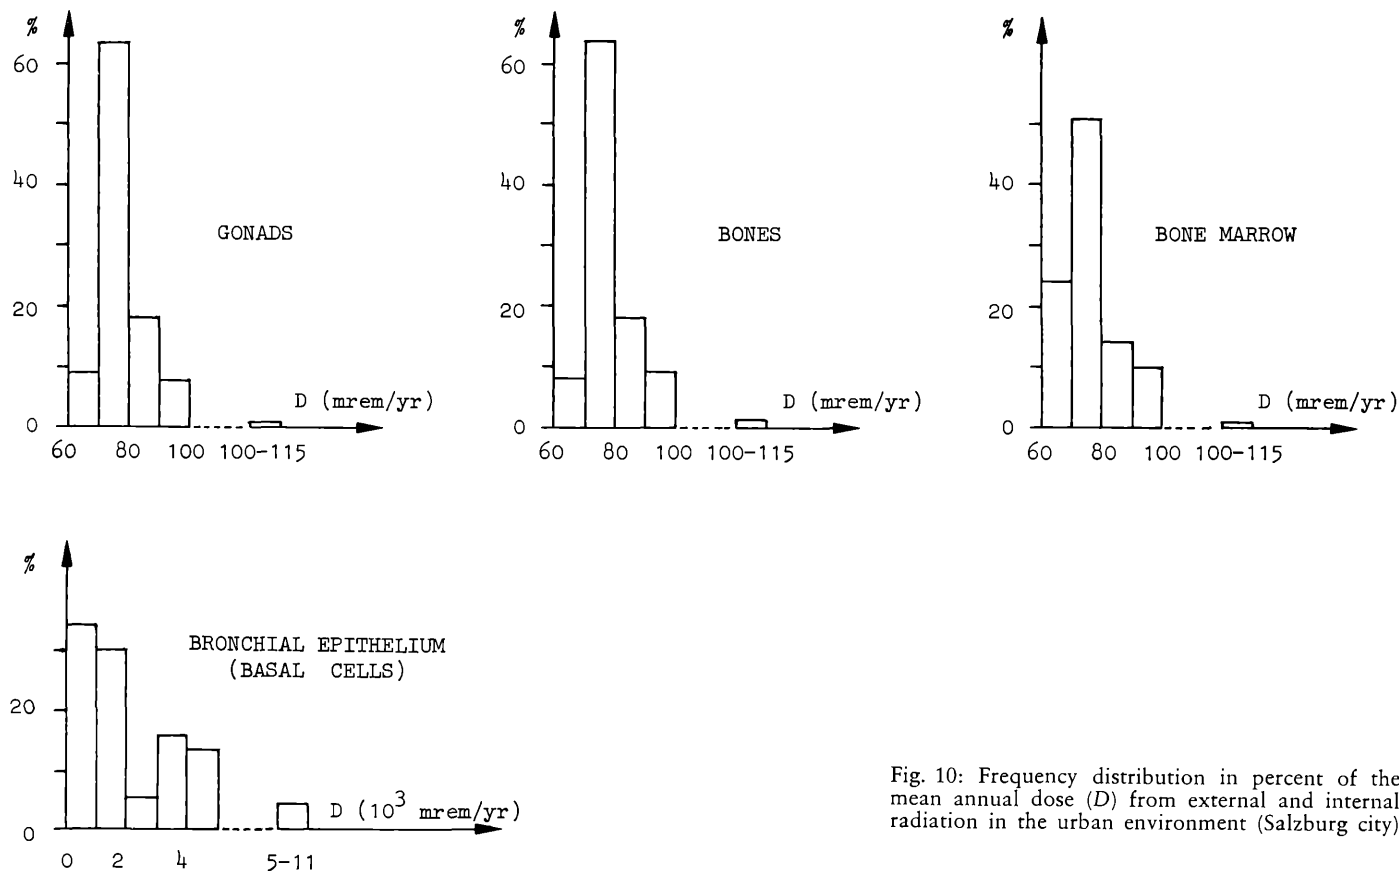 %
60
40
20
0
GONADS
D (mrem/yr)
60 80 100 100-115
%
60
40
20
0
BONES
D (mrem/yr)
60 80 100 100-115
%
40
20
0
BONE MARROW
D (mrem/yr)
60 80 100 100-115
%
20
0
BRONCHIAL EPITHELIUM
(BASAL CELLS)
D (10³ mrem/yr)
0 2 4 5-11
Fig. 10: Frequency distribution in percent of the
mean annual dose (D) from external and internal
radiation in the urban environment (Salzburg city)